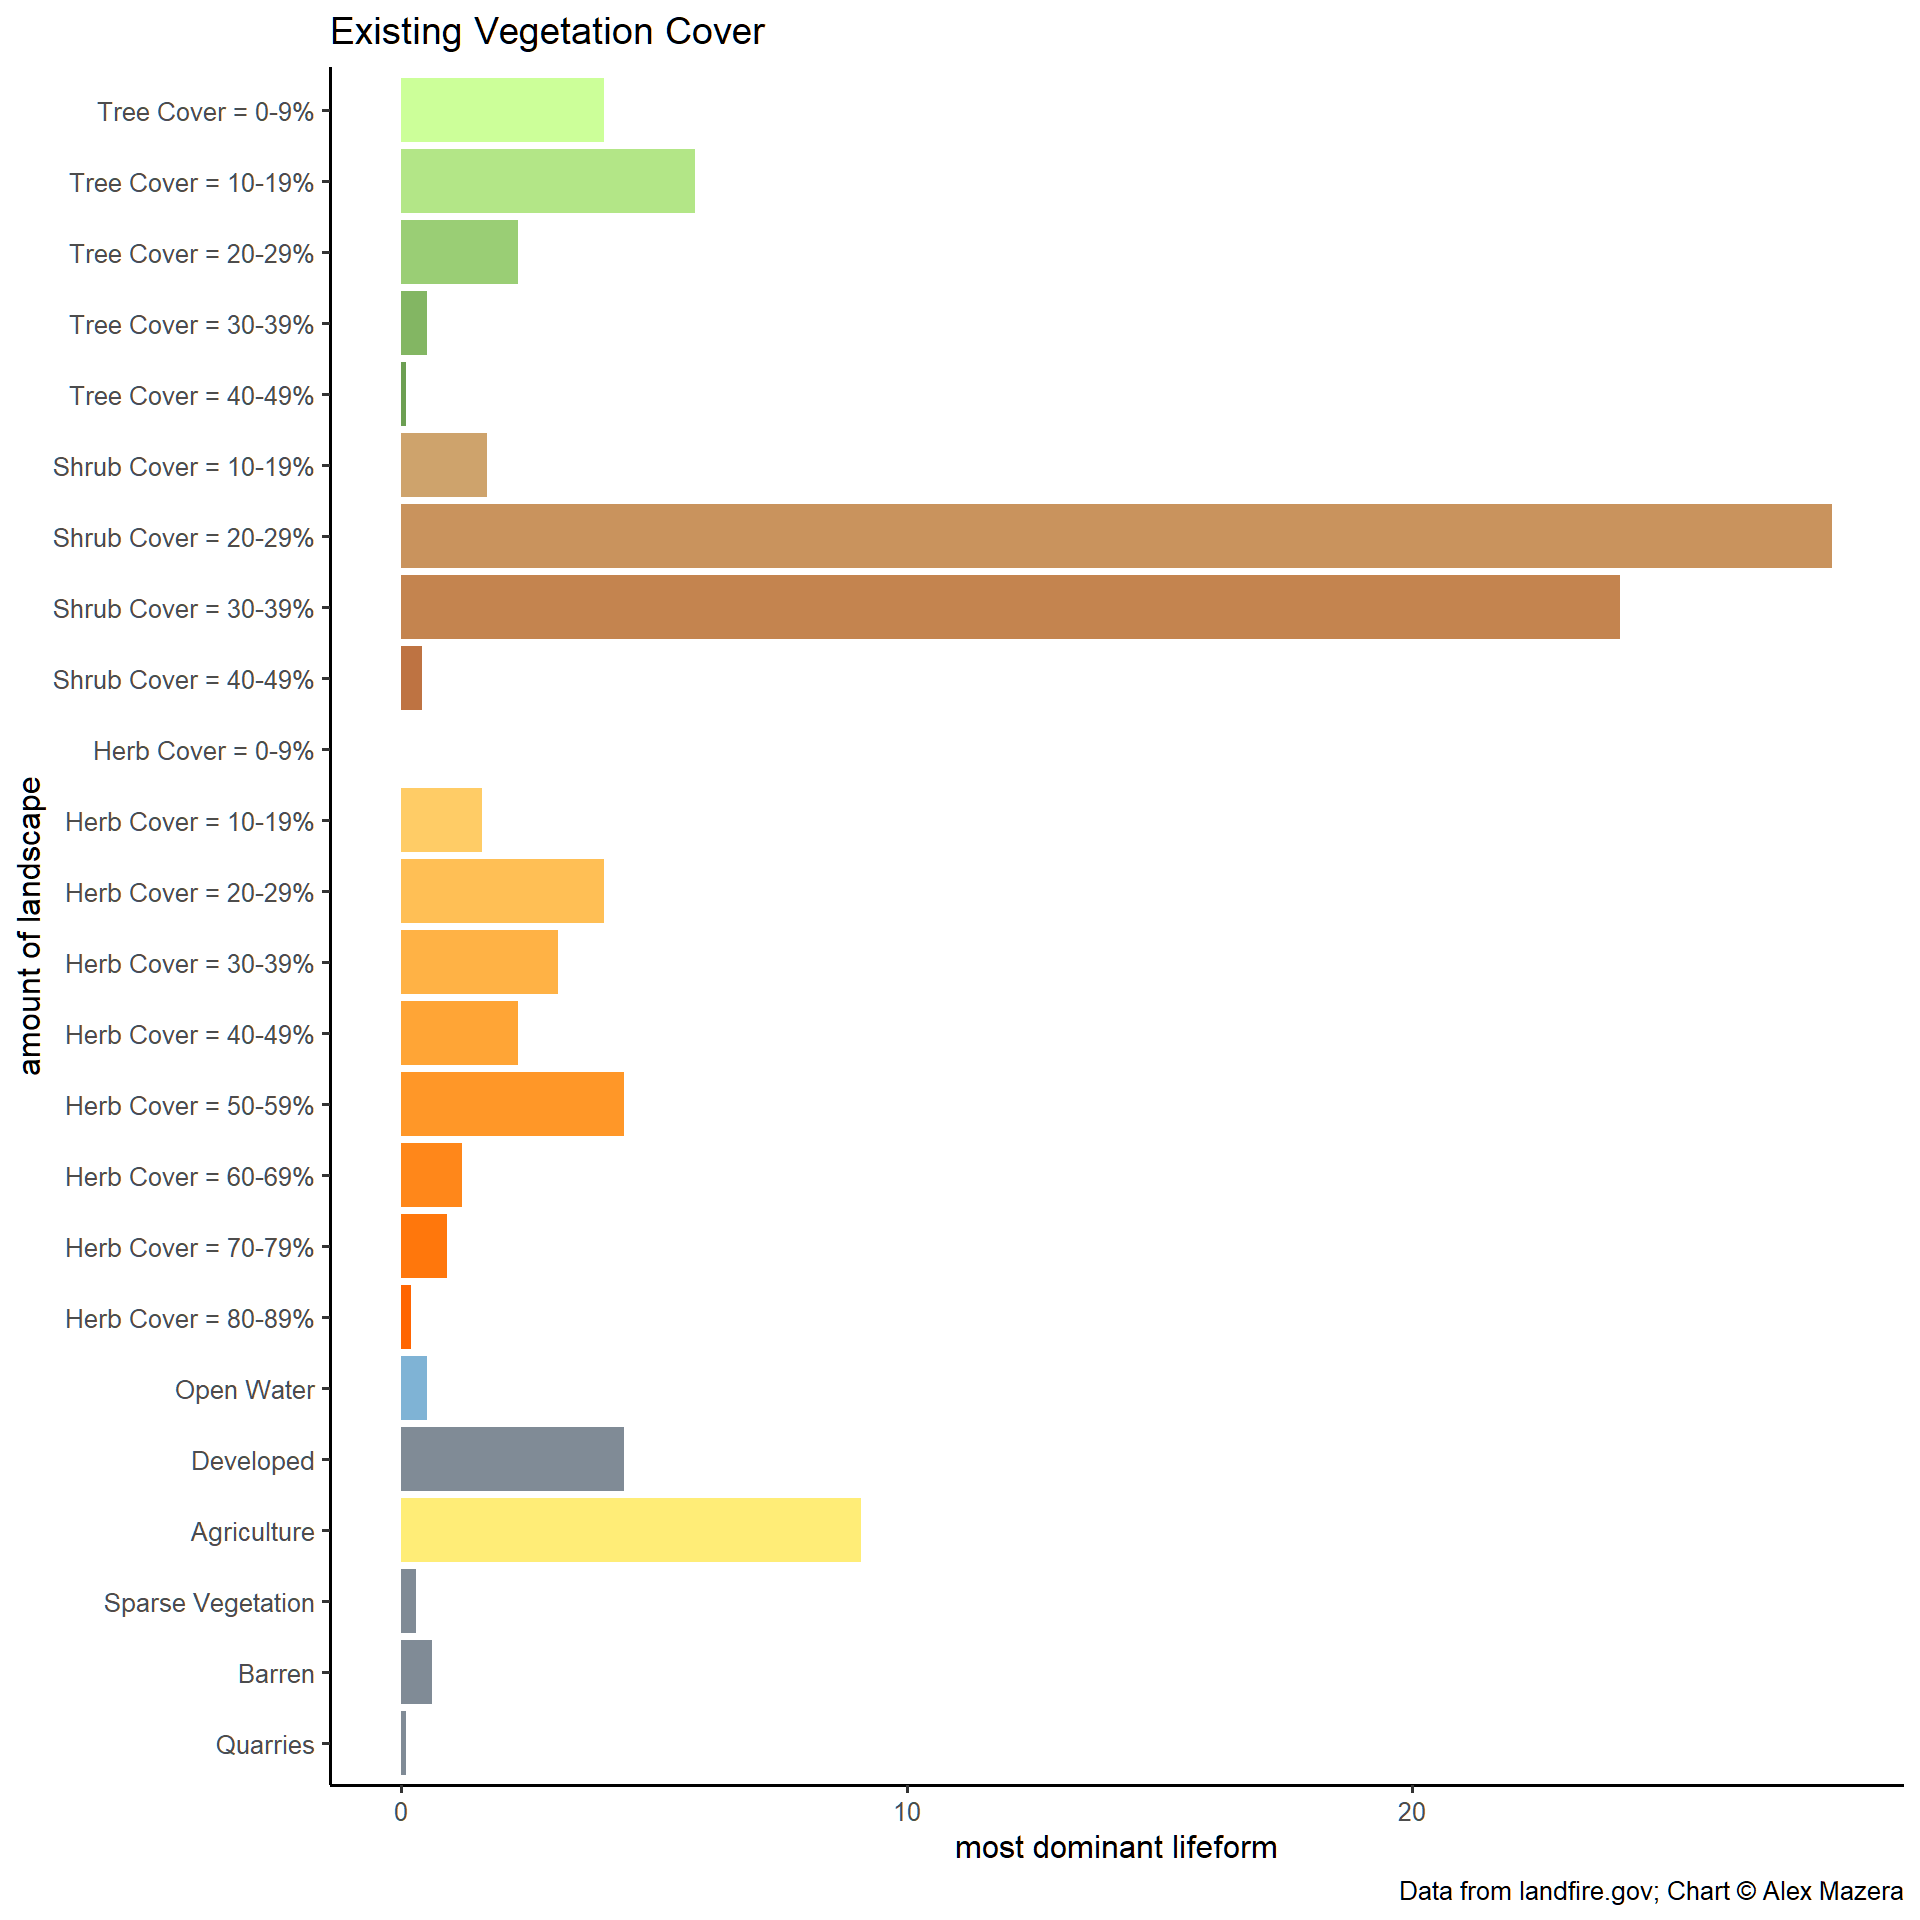 Existing Vegetation Cover
Tree Cover = 0-9%
Tree Cover = 10-19%
Tree Cover = 20-29%
Tree Cover = 30-39%
Tree Cover = 40-49%
Shrub Cover = 10-19%
Shrub Cover = 20-29%
Shrub Cover = 30-39%
Shrub Cover = 40-49%
Herb Cover = 0-9%
Herb Cover = 10-19%
Herb Cover = 20-29%
Herb Cover = 30-39%
Herb Cover = 40-49%
Herb Cover = 50-59%
Herb Cover = 60-69%
Herb Cover = 70-79%
Herb Cover = 80-89%
Open Water
Developed
Agriculture
Sparse Vegetation
Barren
Quarries
amount of landscape
0 10 20
most dominant lifeform
Data from landfire.gov; Chart © Alex Mazera